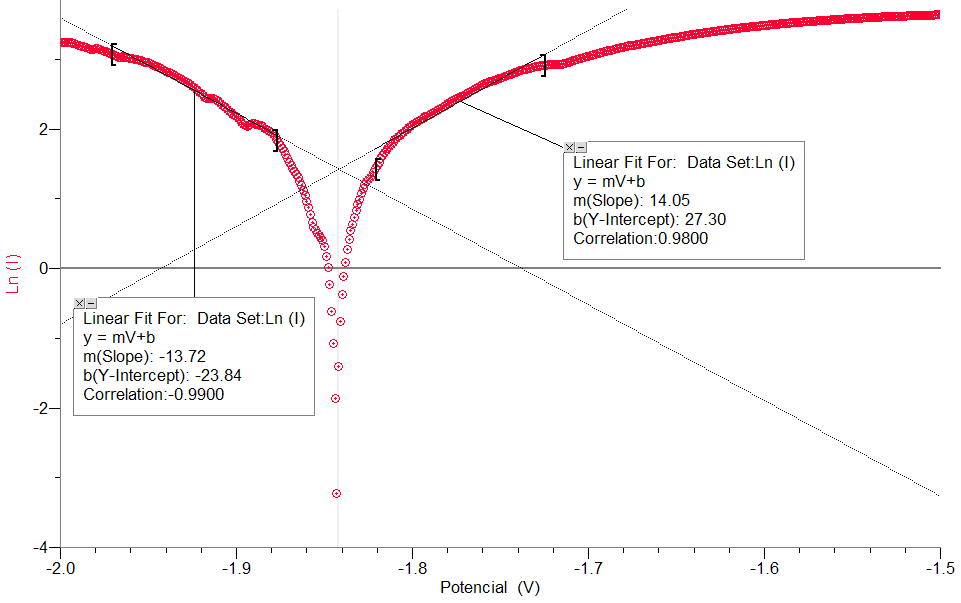 2
0
-2
-4
Ln (I)
Linear Fit For: Data Set:Ln (I)
y = mV+b
m(Slope): 14.05
b(Y-Intercept): 27.30
Correlation:0.9800
Linear Fit For: Data Set:Ln (I)
y = mV+b
m(Slope): -13.72
b(Y-Intercept): -23.84
Correlation:-0.9900
-2.0 -1.9 -1.8 -1.7 -1.6 -1.5
Potencial (V)